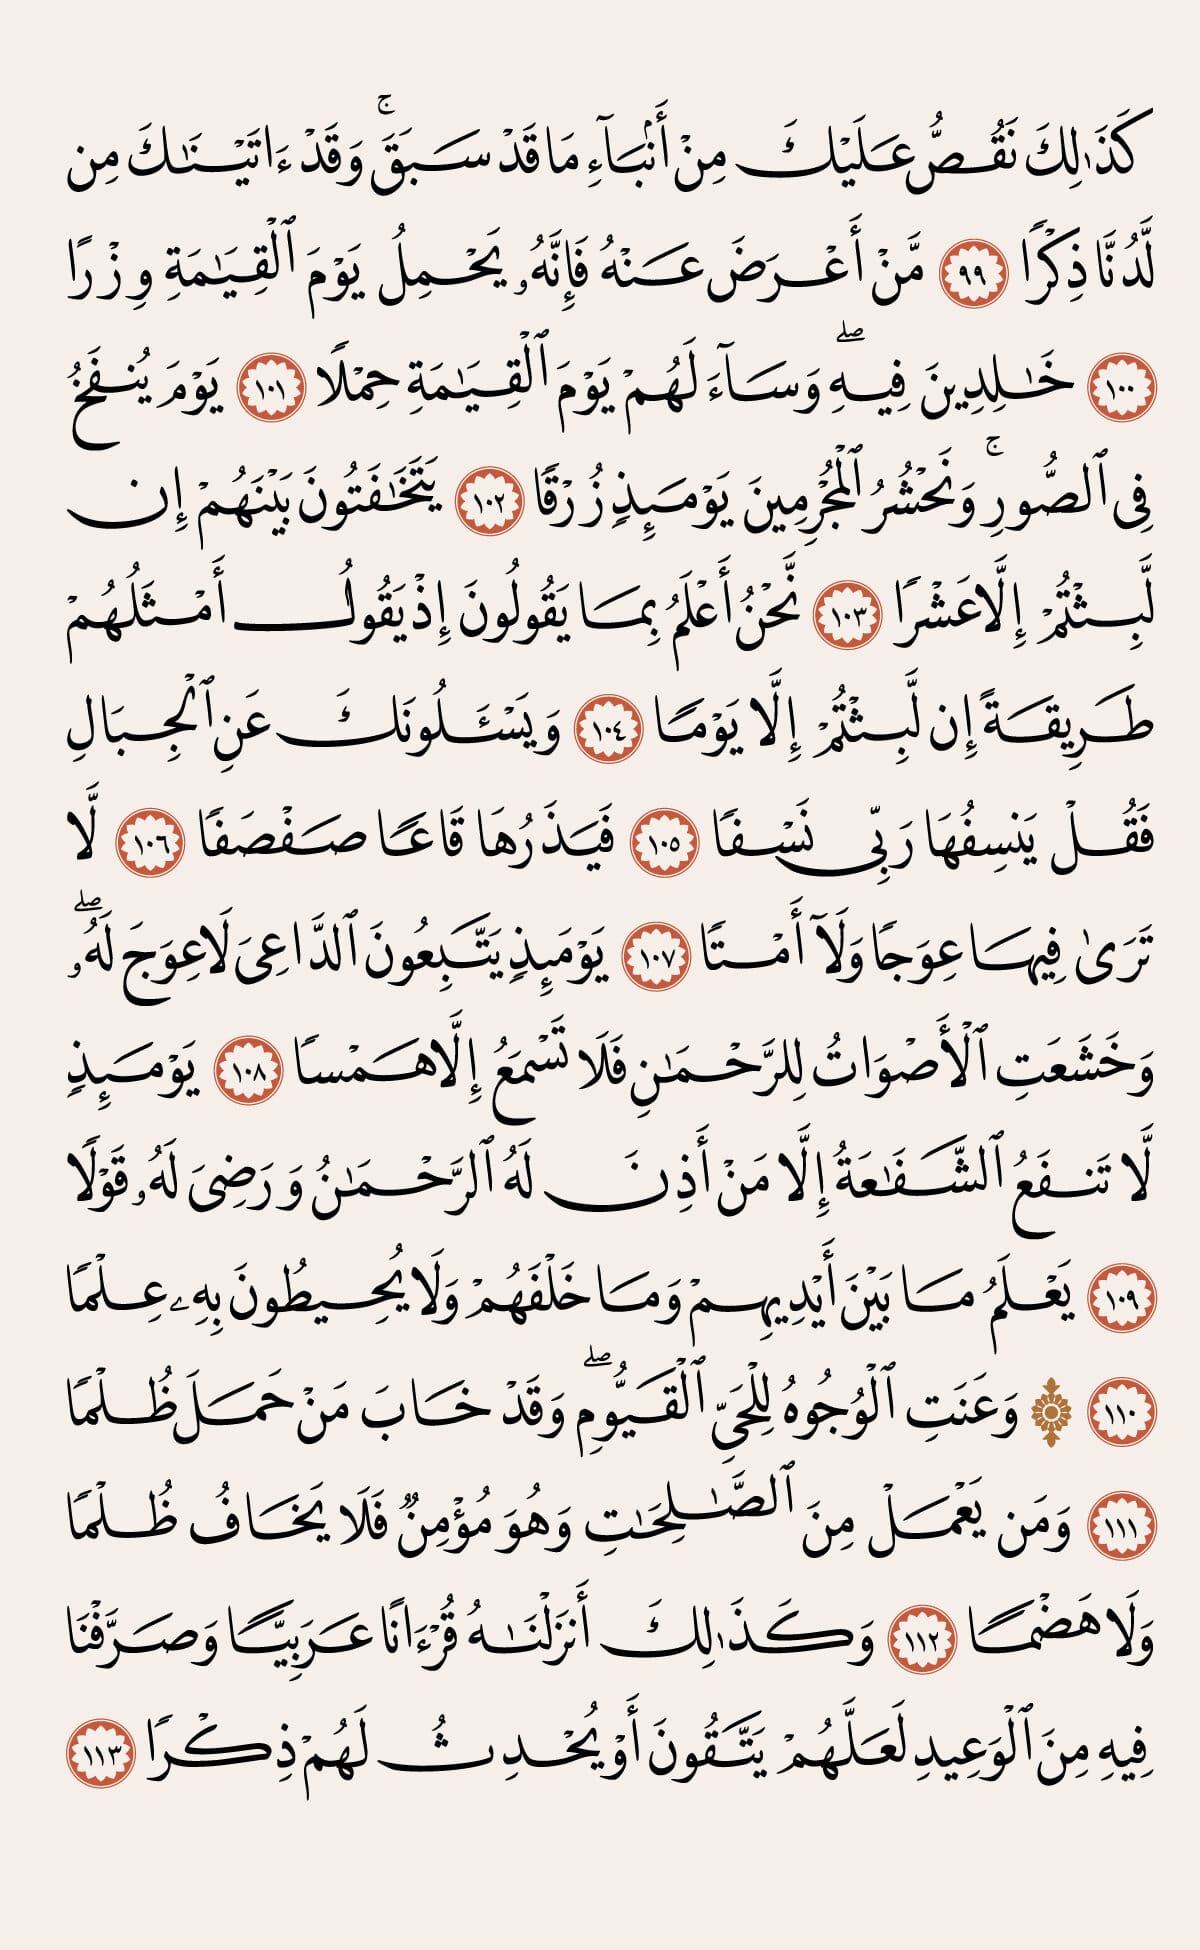 كَذَٰلِكَ نَقُصُّ عَلَيۡكَ مِنۡ أَنۢبَآءِ مَا قَدۡ سَبَقَۚ وَقَدۡ ءَاتَيۡنَٰكَ مِن
لَّدُنَّا ذِكۡرٗا ٩٩ مَّنۡ أَعۡرَضَ عَنۡهُ فَإِنَّهُۥ يَحۡمِلُ يَوۡمَ ٱلۡقِيَٰمَةِ وِزۡرًا
١٠٠ خَٰلِدِينَ فِيهِۖ وَسَآءَ لَهُمۡ يَوۡمَ ٱلۡقِيَٰمَةِ حِمۡلٗا ١٠١ يَوۡمَ يُنفَخُ
فِي ٱلصُّورِۚ وَنَحۡشُرُ ٱلۡمُجۡرِمِينَ يَوۡمَئِذٖ زُرۡقٗا ١٠٢ يَتَخَٰفَتُونَ بَيۡنَهُمۡ إِن
لَّبِثۡتُمۡ إِلَّا عَشۡرٗا ١٠٣ نَّحۡنُ أَعۡلَمُ بِمَا يَقُولُونَ إِذۡ يَقُولُ أَمۡثَلُهُمۡ
طَرِيقَةً إِن لَّبِثۡتُمۡ إِلَّا يَوۡمٗا ١٠٤ وَيَسۡـَٔلُونَكَ عَنِ ٱلۡجِبَالِ
فَقُلۡ يَنسِفُهَا رَبِّي نَسۡفٗا ١٠٥ فَيَذَرُهَا قَاعٗا صَفۡصَفٗا ١٠٦ لَّا
تَرَىٰ فِيهَا عِوَجٗا وَلَآ أَمۡتٗا ١٠٧ يَوۡمَئِذٖ يَتَّبِعُونَ ٱلدَّاعِيَ لَا عِوَجَ لَهُۥۖ
وَخَشَعَتِ ٱلۡأَصۡوَاتُ لِلرَّحۡمَٰنِ فَلَا تَسۡمَعُ إِلَّا هَمۡسٗا ١٠٨ يَوۡمَئِذٖ
لَّا تَنفَعُ ٱلشَّفَٰعَةُ إِلَّا مَنۡ أَذِنَ لَهُ ٱلرَّحۡمَٰنُ وَرَضِيَ لَهُۥ قَوۡلٗا
١٠٩ يَعۡلَمُ مَا بَيۡنَ أَيۡدِيهِمۡ وَمَا خَلۡفَهُمۡ وَلَا يُحِيطُونَ بِهِۦ عِلۡمٗا
١١٠ ۞ وَعَنَتِ ٱلۡوُجُوهُ لِلۡحَيِّ ٱلۡقَيُّومِۖ وَقَدۡ خَابَ مَنۡ حَمَلَ ظُلۡمٗا
١١١ وَمَن يَعۡمَلۡ مِنَ ٱلصَّٰلِحَٰتِ وَهُوَ مُؤۡمِنٞ فَلَا يَخَافُ ظُلۡمٗا
وَلَا هَضۡمٗا ١١٢ وَكَذَٰلِكَ أَنزَلۡنَٰهُ قُرۡءَانًا عَرَبِيّٗا وَصَرَّفۡنَا
فِيهِ مِنَ ٱلۡوَعِيدِ لَعَلَّهُمۡ يَتَّقُونَ أَوۡ يُحۡدِثُ لَهُمۡ ذِكۡرٗا ١١٣